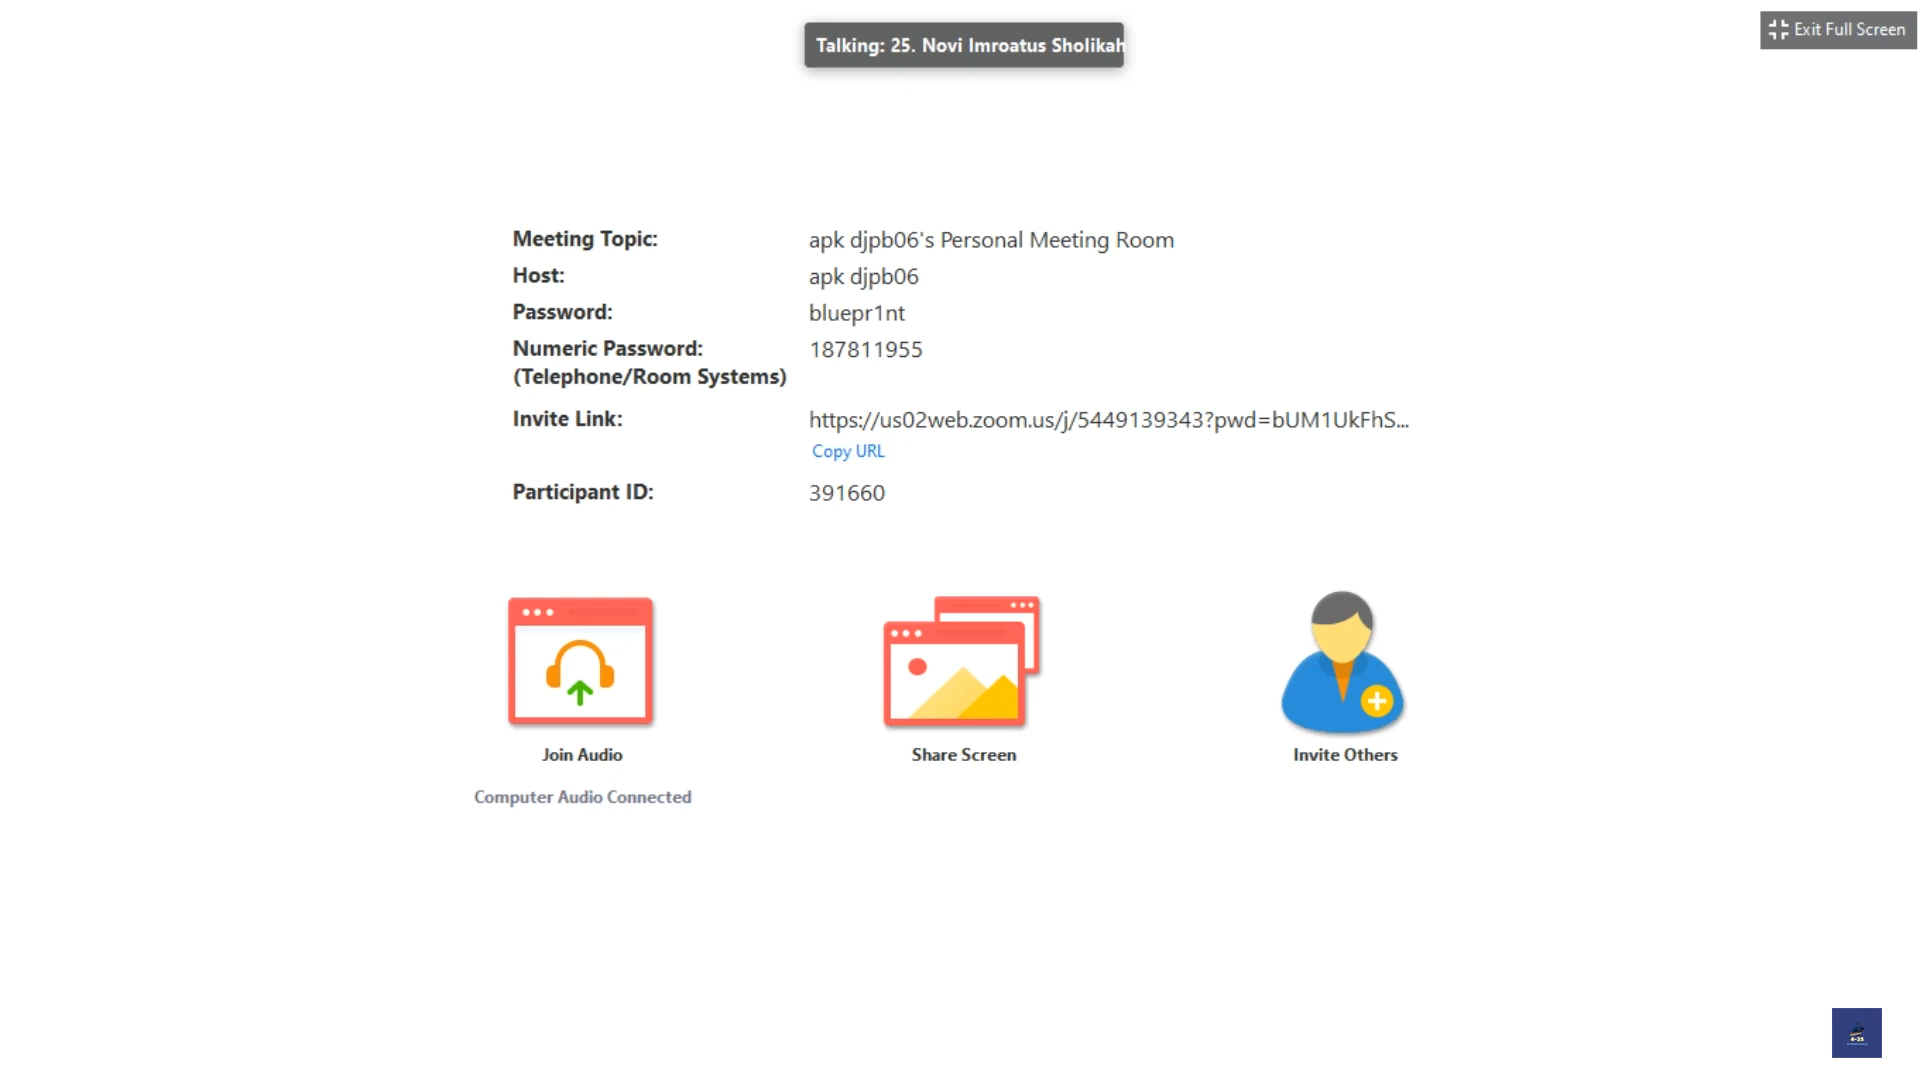 Talking: 25. Novi Imroatus Sholikah
Exit Full Screen
Meeting Topic: apk djpb06's Personal Meeting Room
Host: apk djpb06
Password: bluepr1nt
Numeric Password: 187811955
(Telephone/Room Systems)
Invite Link: https://us02web.zoom.us/j/5449139343?pwd=bUM1UkFhS...
Copy URL
Participant ID: 391660
Join Audio
Share Screen
Invite Others
Computer Audio Connected
4-25